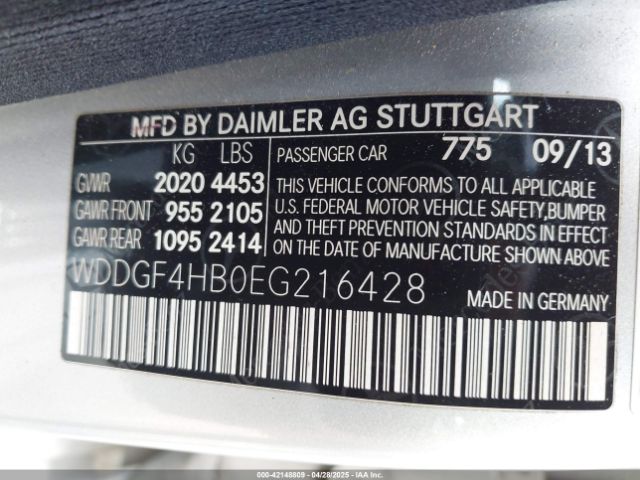 MFD BY DAIMLER AG STUTTGART
KG LBS PASSENGER CAR 775 09/13
GVWR 2020 4453 THIS VEHICLE CONFORMS TO ALL APPLICABLE
GAWR FRONT 955 2105 U.S. FEDERAL MOTOR VEHICLE SAFETY,BUMPER
GAWR REAR 1095 2414 AND THEFT PREVENTION STANDARDS IN EFFECT
ON THE DATE OF MANUFACTURE SHOWN ABOVE
WDDGF4HB0EG216428 MADE IN GERMANY
000-42148809 04/28/2025 IAA Holdings, LLC.